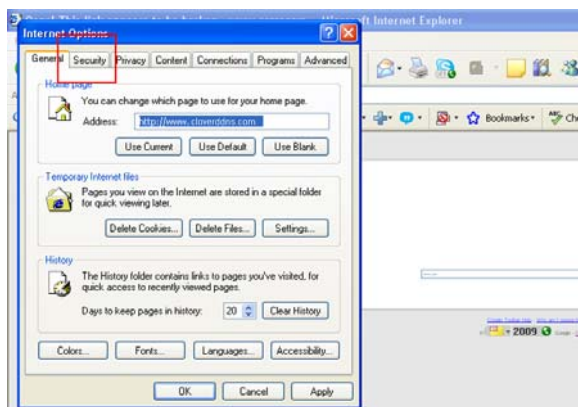 Microsoft Internet Explorer
Internet Options
General Security Privacy Content Connections Programs Advanced
Home page
You can change which page to use for your home page.
Address: http://www.cloverddns.com
Use Current Use Default Use Blank
Bookmarks
Temporary Internet files
Pages you view on the Internet are stored in a special folder
for quick viewing later.
Delete Cookies... Delete Files... Settings...
History
The History folder contains links to pages you've visited, for
quick access to recently viewed pages.
Days to keep pages in history: 20 Clear History
2009
Colors... Fonts... Languages... Accessibility...
OK Cancel Apply